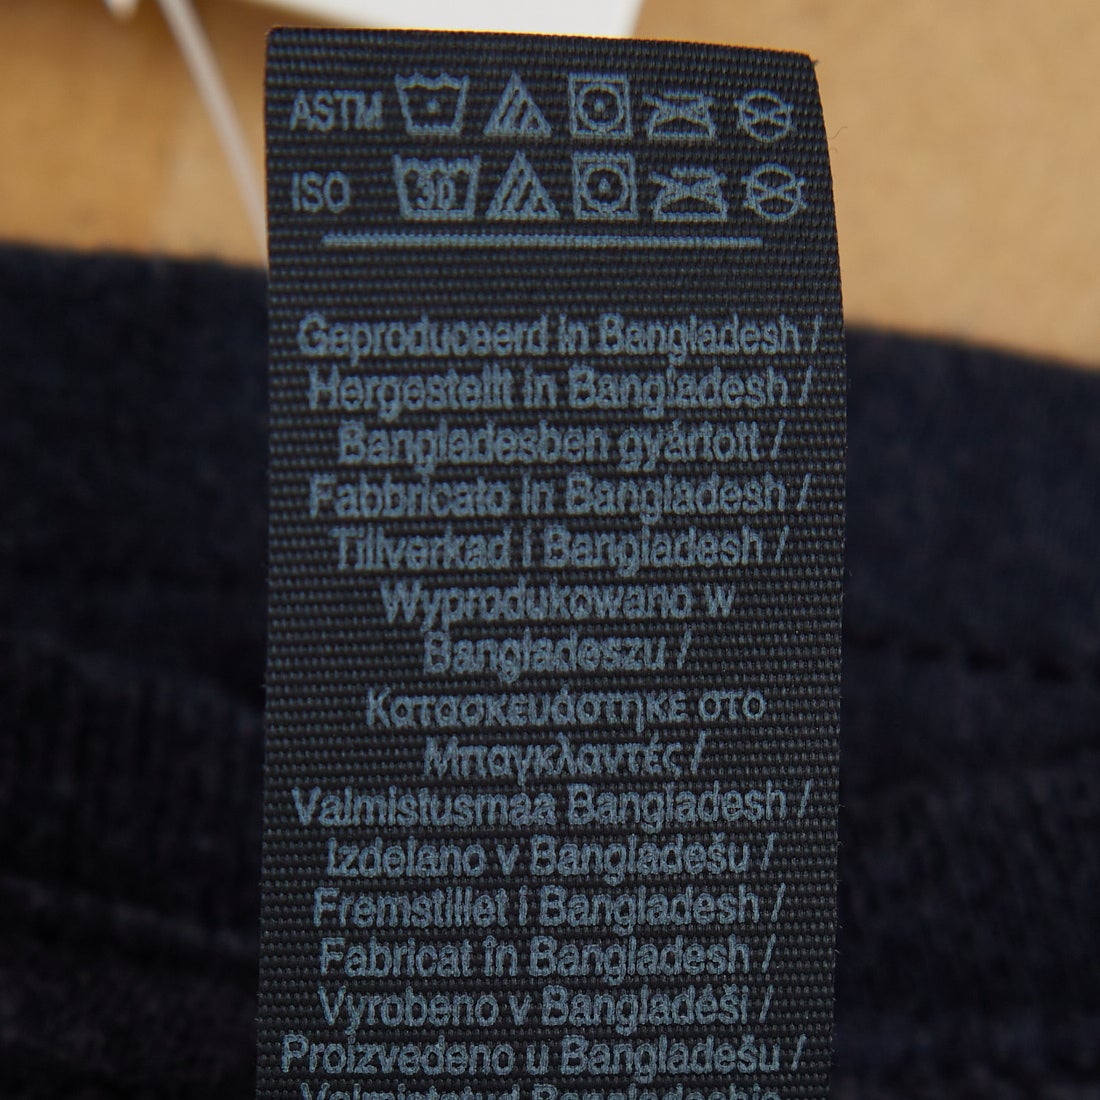 ASTM
ISO 30
Geproduceerd in Bangladesh /
Hergestellt in Bangladesh /
Bangladesben gyártott /
Fabbricato in Bangladesh /
Tillverkad i Bangladesh /
Wyprodukowano w
Bangladeszu /
Κατασκευάστηκε στο
Μπαγκλαντές /
Valmistusmaa Bangladesh /
Izdelano v Bangladešu /
Fremstillet i Bangladesh /
Fabricat în Bangladesh /
Vyrobeno v Bangladéši /
Proizvedeno u Bangladešu /